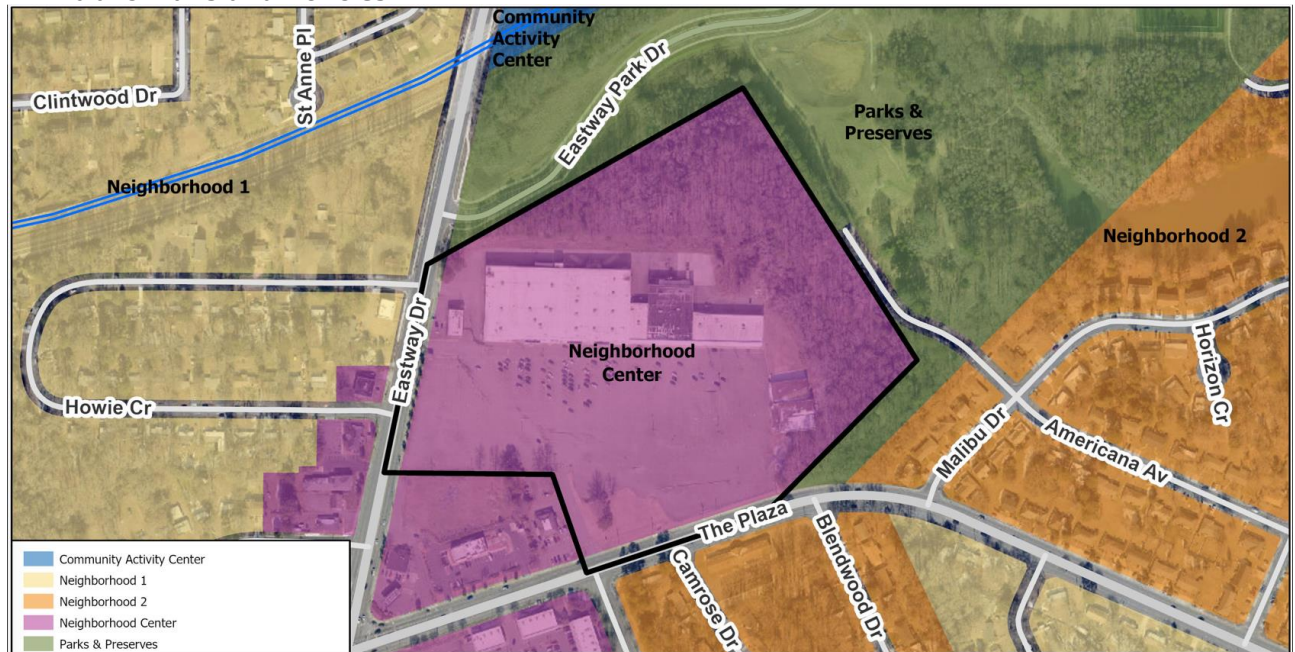 Community
Activity
Center
St Anne Pl
Clintwood Dr
Eastway Park Dr
Parks &
Preserves
Neighborhood 1
Neighborhood 2
Eastway Dr
Neighborhood
Center
Howie Cr
Horizon Cr
Malibu Dr
Americana Av
The Plaza
Camrose Dr
Blendwood Dr
Community Activity Center
Neighborhood 1
Neighborhood 2
Neighborhood Center
Parks & Preserves